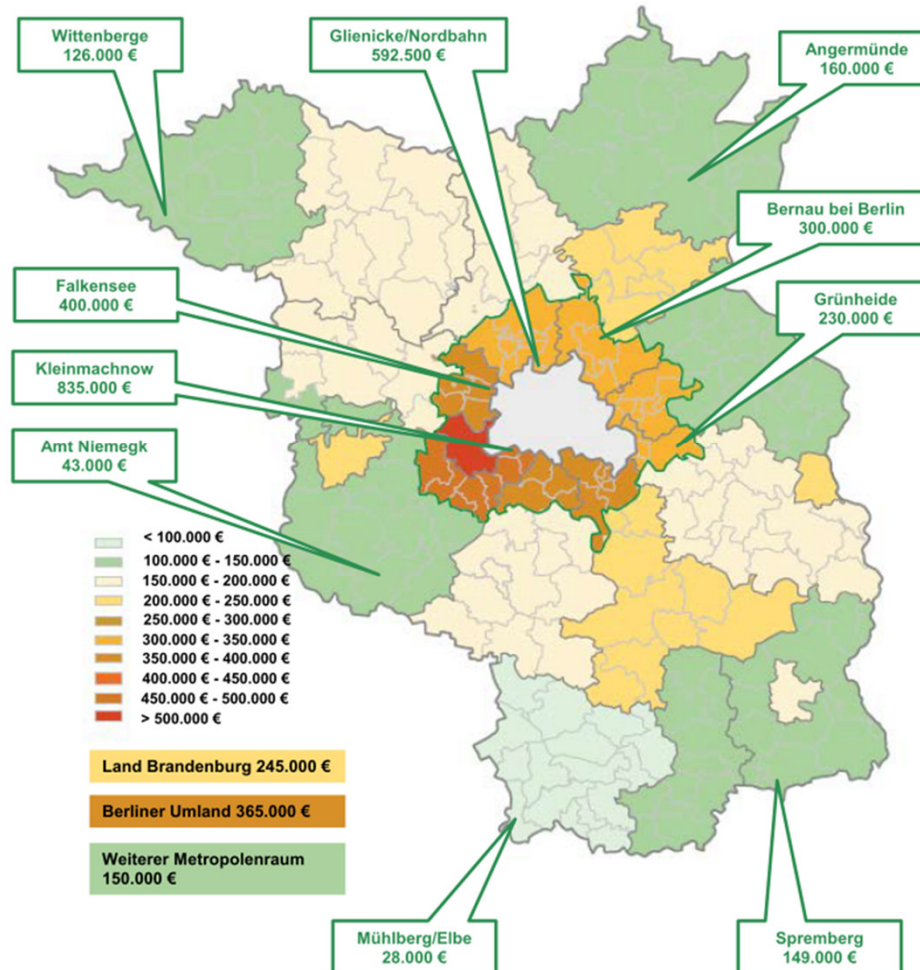 Wittenberge
126.000 €
Glienicke/Nordbahn
592.500 €
Angermünde
160.000 €
Bernau bei Berlin
300.000 €
Falkensee
400.000 €
Grünheide
230.000 €
Kleinmachnow
835.000 €
Amt Niemegk
43.000 €
< 100.000 €
100.000 € - 150.000 €
150.000 € - 200.000 €
200.000 € - 250.000 €
250.000 € - 300.000 €
300.000 € - 350.000 €
350.000 € - 400.000 €
400.000 € - 450.000 €
450.000 € - 500.000 €
> 500.000 €
Land Brandenburg 245.000 €
Berliner Umland 365.000 €
Weiterer Metropolenraum
150.000 €
Mühlberg/Elbe
28.000 €
Spremberg
149.000 €